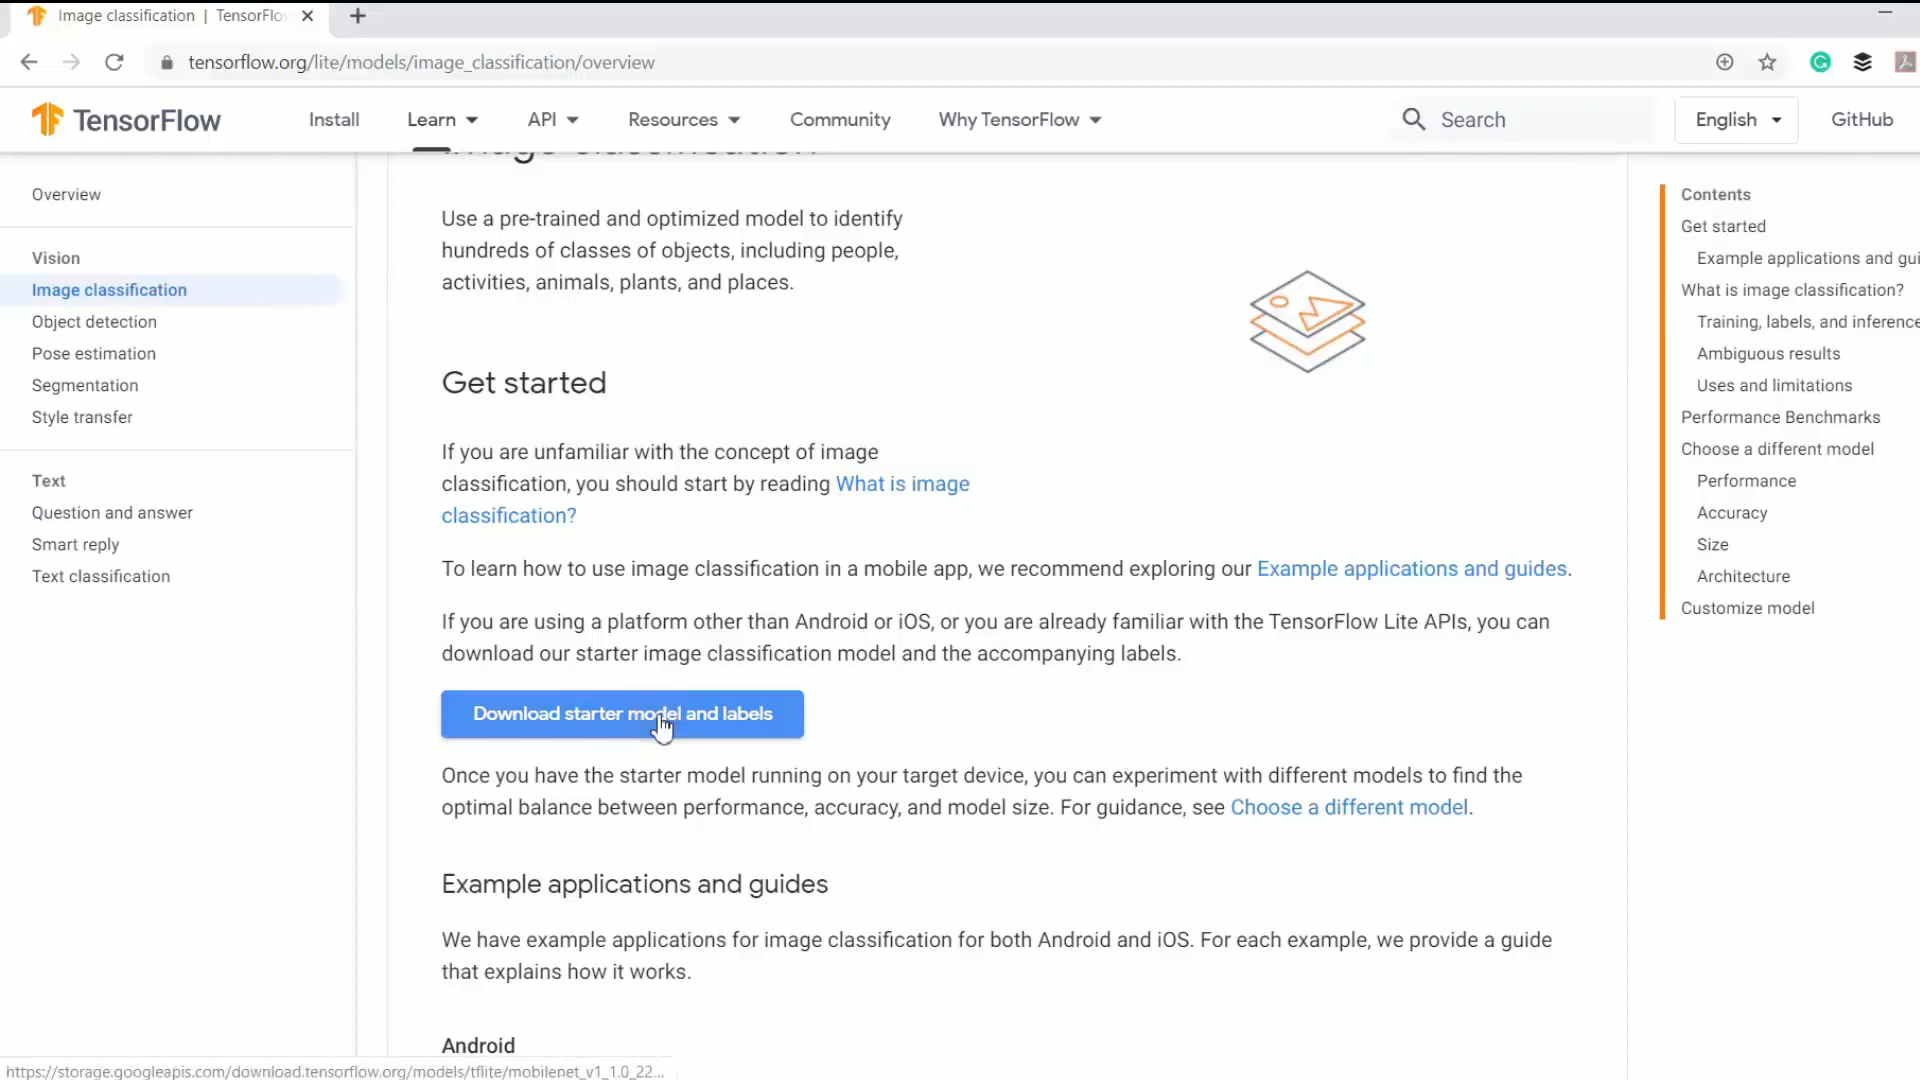 Image classification | TensorFlo
tensorflow.org/lite/models/image_classification/overview
TensorFlow
Install
Learn
API
Resources
Community
Why TensorFlow
Search
English
GitHub
Overview
Vision
Image classification
Object detection
Pose estimation
Segmentation
Style transfer
Text
Question and answer
Smart reply
Text classification
Image classification
Use a pre-trained and optimized model to identify
hundreds of classes of objects, including people,
activities, animals, plants, and places.
Get started
If you are unfamiliar with the concept of image
classification, you should start by reading What is image
classification?
To learn how to use image classification in a mobile app, we recommend exploring our Example applications and guides.
If you are using a platform other than Android or iOS, or you are already familiar with the TensorFlow Lite APIs, you can
download our starter image classification model and the accompanying labels.
Download starter model and labels
Once you have the starter model running on your target device, you can experiment with different models to find the
optimal balance between performance, accuracy, and model size. For guidance, see Choose a different model.
Example applications and guides
We have example applications for image classification for both Android and iOS. For each example, we provide a guide
that explains how it works.
Android
Contents
Get started
Example applications and gui
What is image classification?
Training, labels, and inference
Ambiguous results
Uses and limitations
Performance Benchmarks
Choose a different model
Performance
Accuracy
Size
Architecture
Customize model
https://storage.googleapis.com/download.tensorflow.org/models/tflite/mobilenet_v1_1.0_22...